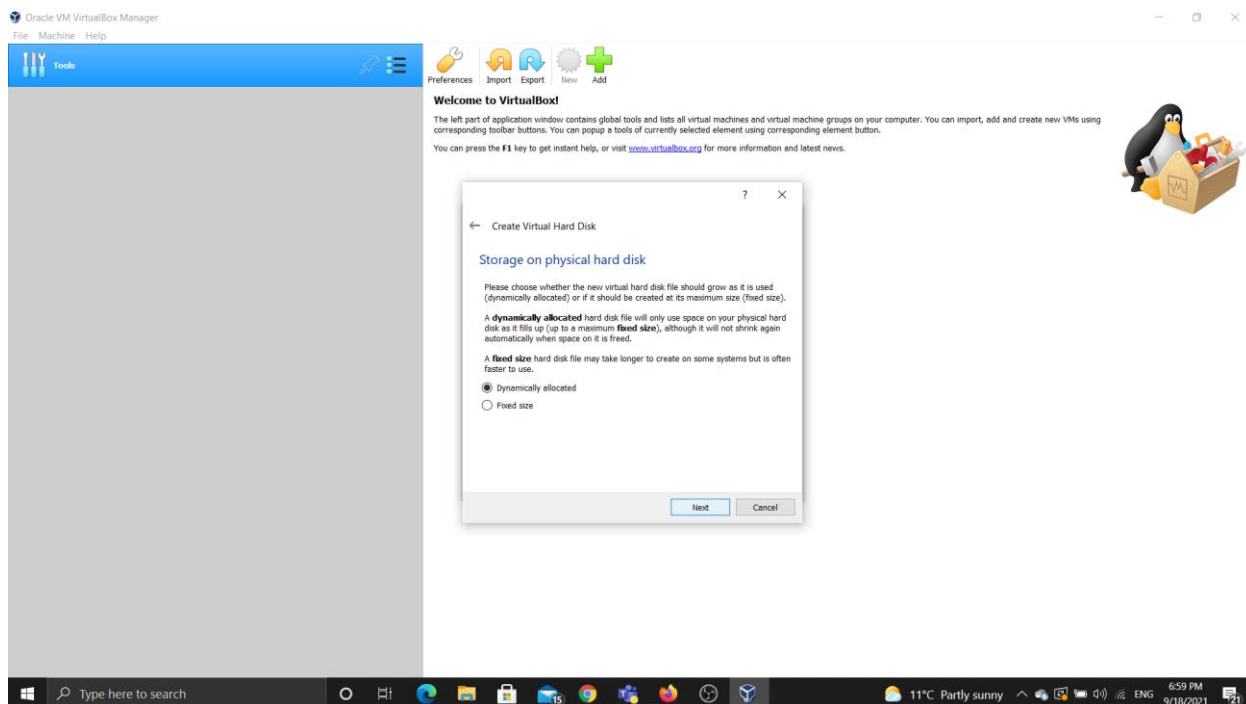 Oracle VM VirtualBox Manager
File Machine Help
Tools
Preferences Import Export New Add
Welcome to VirtualBox!
The left part of application window contains global tools and lists all virtual machines and virtual machine groups on your computer. You can import, add and create new VMs using
corresponding toolbar buttons. You can popup a tools of currently selected element using corresponding element button.
You can press the F1 key to get instant help, or visit www.virtualbox.org for more information and latest news.
? 
Create Virtual Hard Disk
Storage on physical hard disk
Please choose whether the new virtual hard disk file should grow as it is used
(dynamically allocated) or if it should be created at its maximum size (fixed size).
A dynamically allocated hard disk file will only use space on your physical hard
disk as it fills up (up to a maximum fixed size), although it will not shrink again
automatically when space on it is freed.
A fixed size hard disk file may take longer to create on some systems but is often
faster to use.
Dynamically allocated
Fixed size
Next Cancel
Type here to search
15
11°C Partly sunny
ENG
6:59 PM
9/18/2021
21